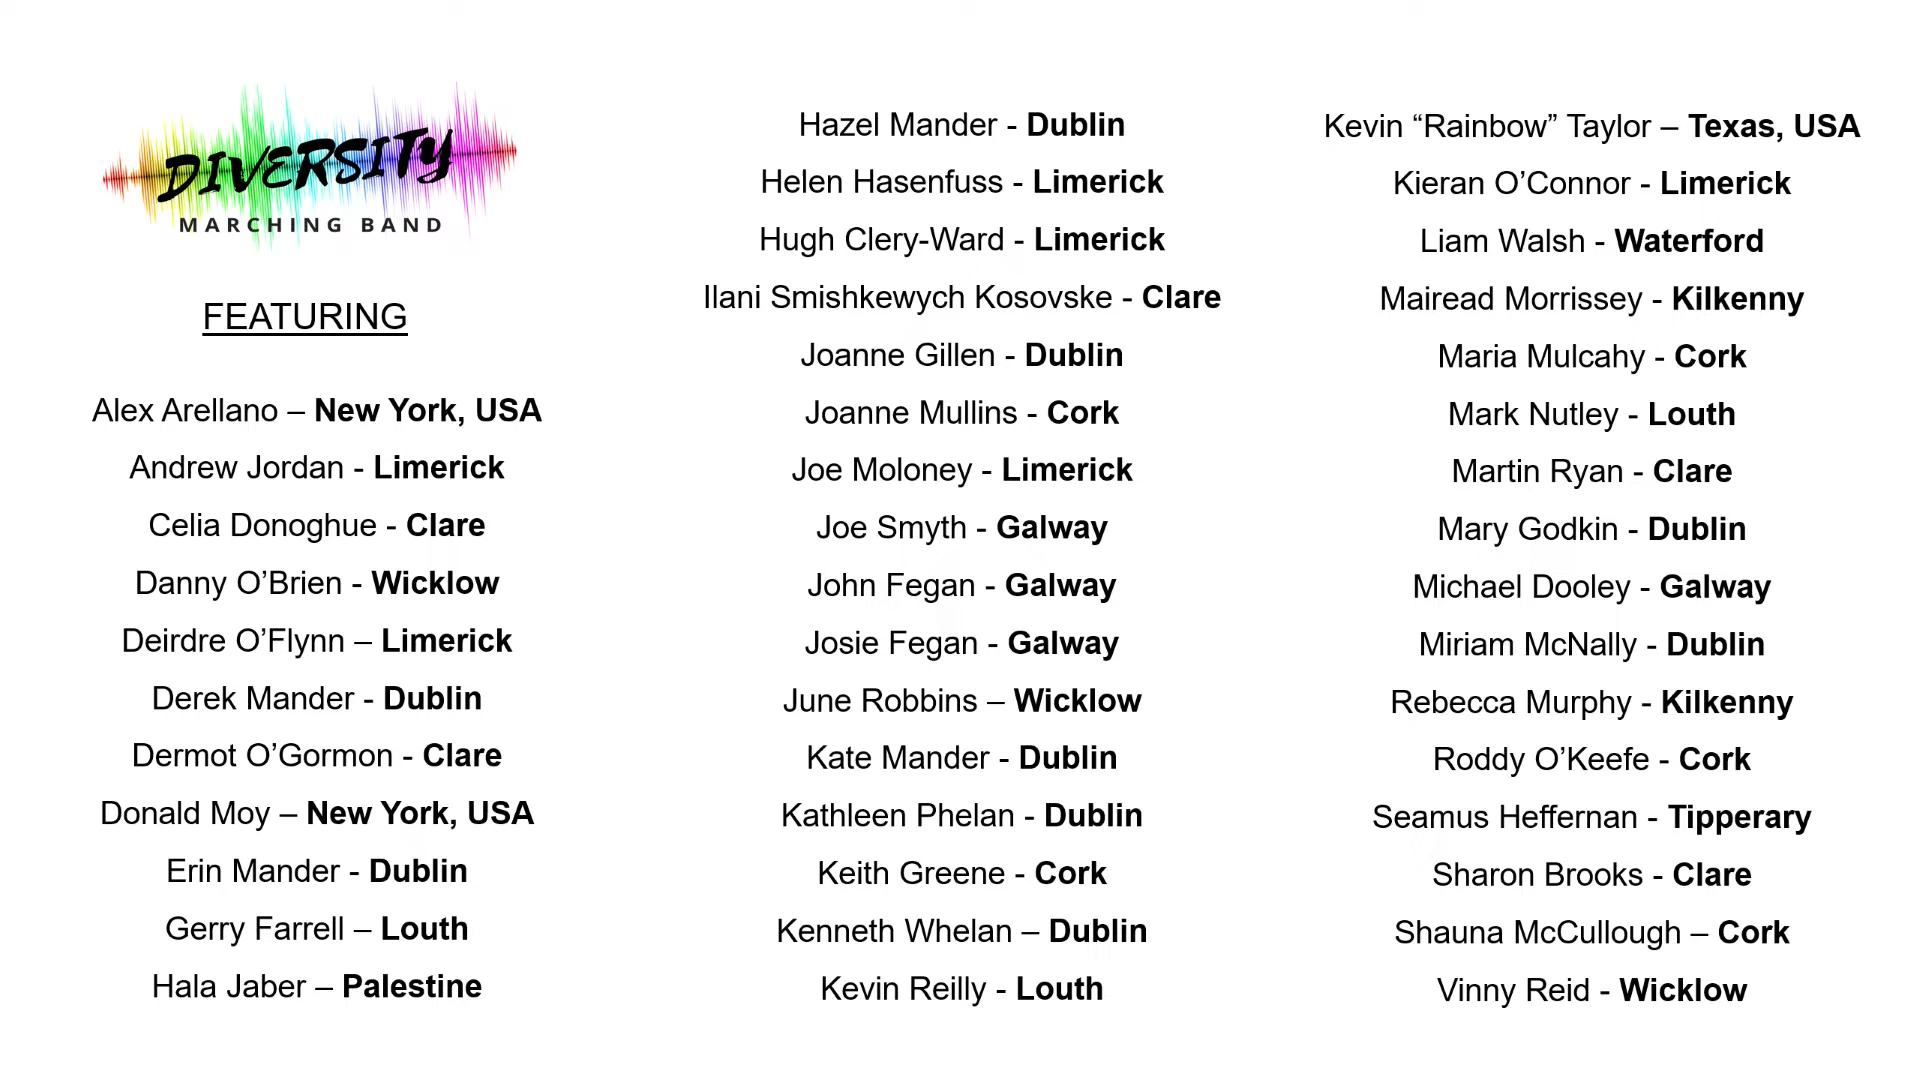 DIVERSITY
MARCHING BAND
FEATURING
Alex Arellano – New York, USA
Andrew Jordan - Limerick
Celia Donoghue - Clare
Danny O’Brien - Wicklow
Deirdre O’Flynn – Limerick
Derek Mander - Dublin
Dermot O’Gormon - Clare
Donald Moy – New York, USA
Erin Mander - Dublin
Gerry Farrell – Louth
Hala Jaber – Palestine
Hazel Mander - Dublin
Helen Hasenfuss - Limerick
Hugh Clery-Ward - Limerick
Ilani Smishkewych Kosovske - Clare
Joanne Gillen - Dublin
Joanne Mullins - Cork
Joe Moloney - Limerick
Joe Smyth - Galway
John Fegan - Galway
Josie Fegan - Galway
June Robbins – Wicklow
Kate Mander - Dublin
Kathleen Phelan - Dublin
Keith Greene - Cork
Kenneth Whelan – Dublin
Kevin Reilly - Louth
Kevin “Rainbow” Taylor – Texas, USA
Kieran O’Connor - Limerick
Liam Walsh - Waterford
Mairead Morrissey - Kilkenny
Maria Mulcahy - Cork
Mark Nutley - Louth
Martin Ryan - Clare
Mary Godkin - Dublin
Michael Dooley - Galway
Miriam McNally - Dublin
Rebecca Murphy - Kilkenny
Roddy O’Keefe - Cork
Seamus Heffernan - Tipperary
Sharon Brooks - Clare
Shauna McCullough – Cork
Vinny Reid - Wicklow